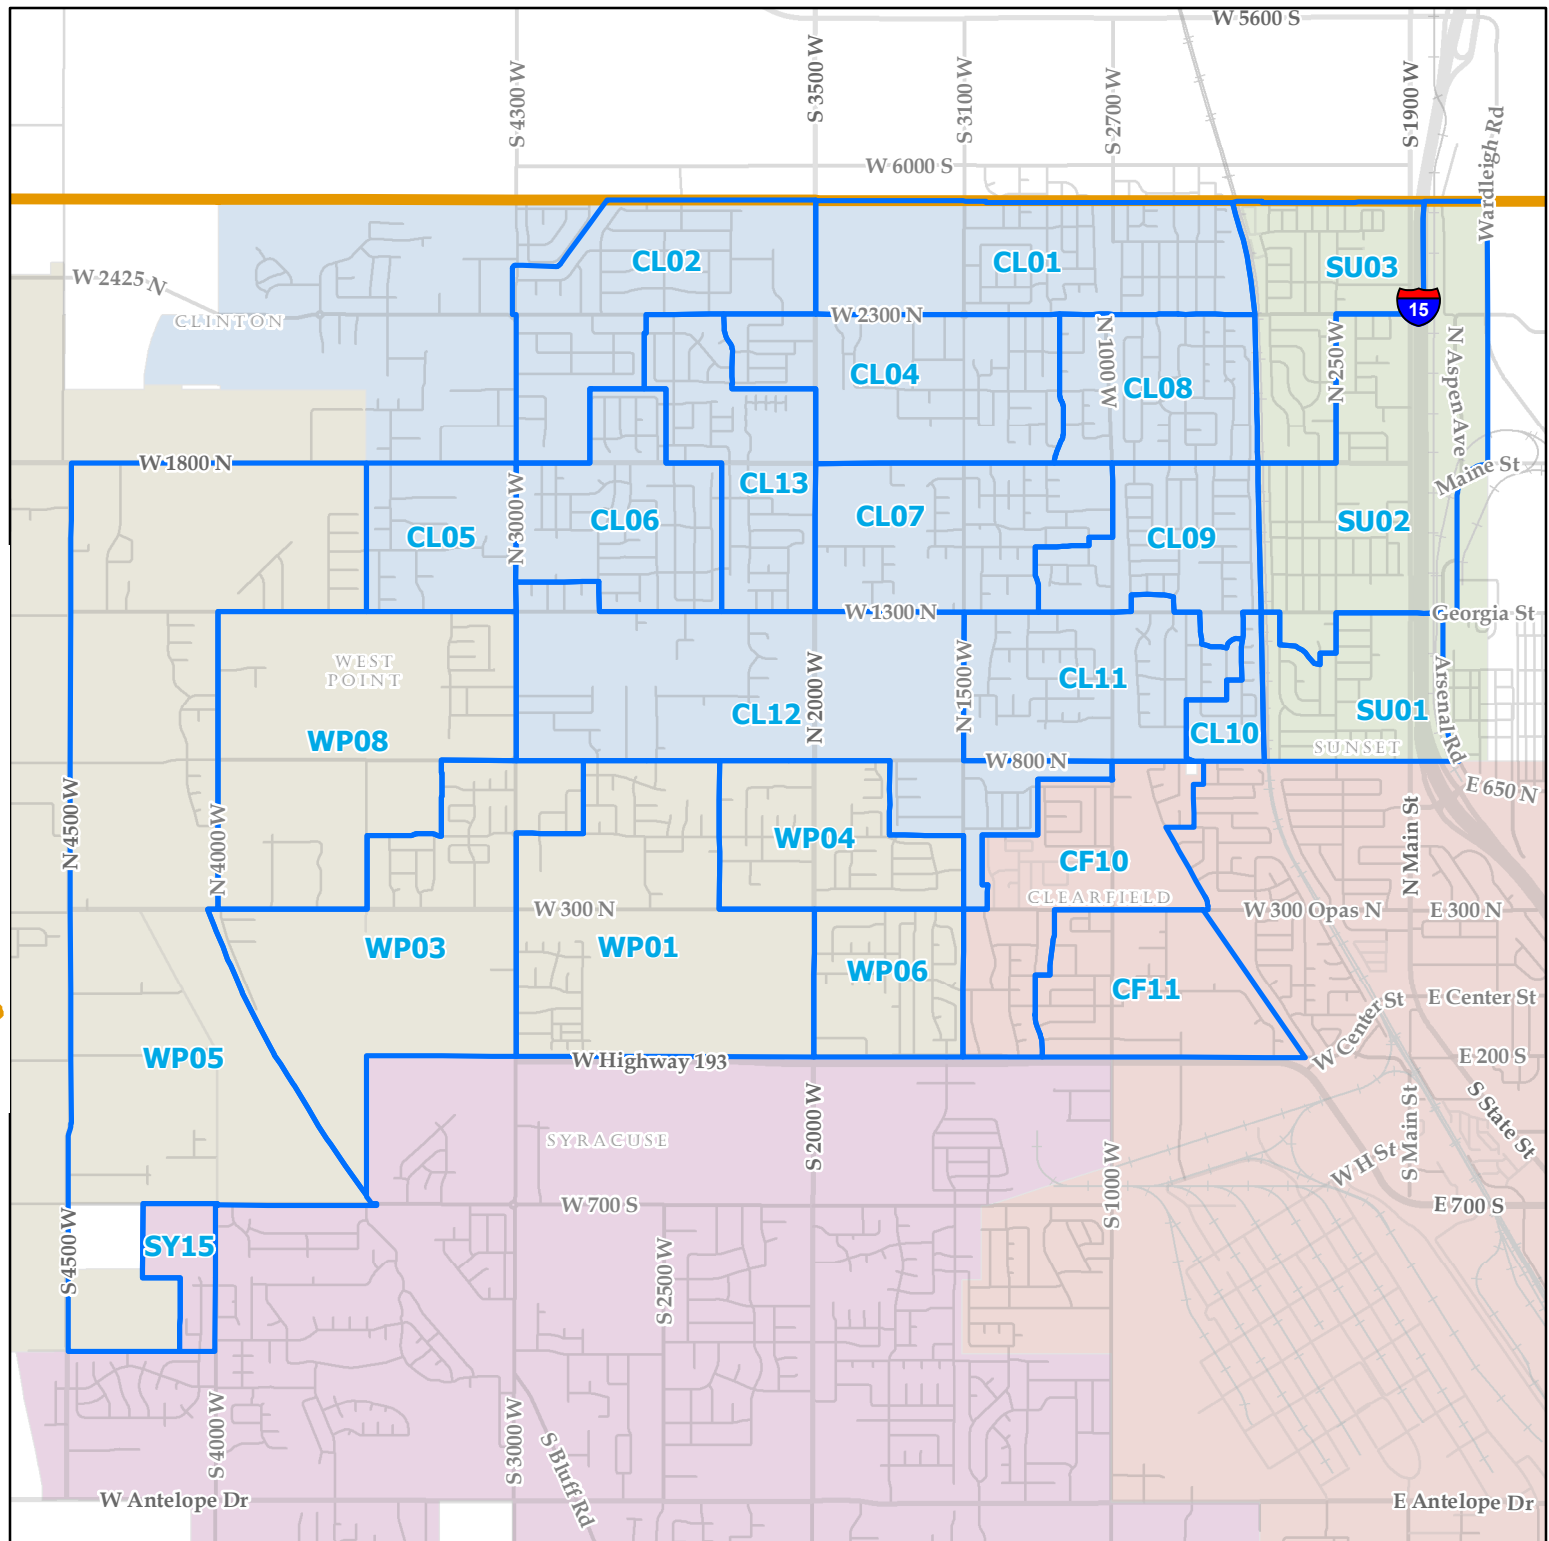 W 5600 S
S 4300 W
S 3500 W
S 3100 W
S 2700 W
S 1900 W
Wardleigh Rd
W 6000 S
CL02
CL01
SU03
W 2425 N
CLINTON
W 2300 N
15
N 1000 W
N 250 W
N Aspen Ave
CL04
CL08
W 1800 N
Maine St
CL13
N 3000 W
CL06
CL07
SU02
CL05
CL09
W 1300 N
Georgia St
WEST
POINT
N 2000 W
N 1500 W
CL11
Arsenal Rd
SU01
CL12
CL10
WP08
SUNSET
W 800 N
E 650 N
N 4500 W
N 4000 W
WP04
N Main St
CF10
CLEARFIELD
W 300 N
W 300 Opas N
E 300 N
WP03
WP01
WP06
CF11
E Center St
W Center St
WP05
W Highway 193
E 200 S
S 2000 W
S Main St
S State St
SYRACUSE
W H St
S 1000 W
W 700 S
E 700 S
SY15
S 4500 W
S 2500 W
S 4000 W
S 3000 W
S Bluff Rd
W Antelope Dr
E Antelope Dr